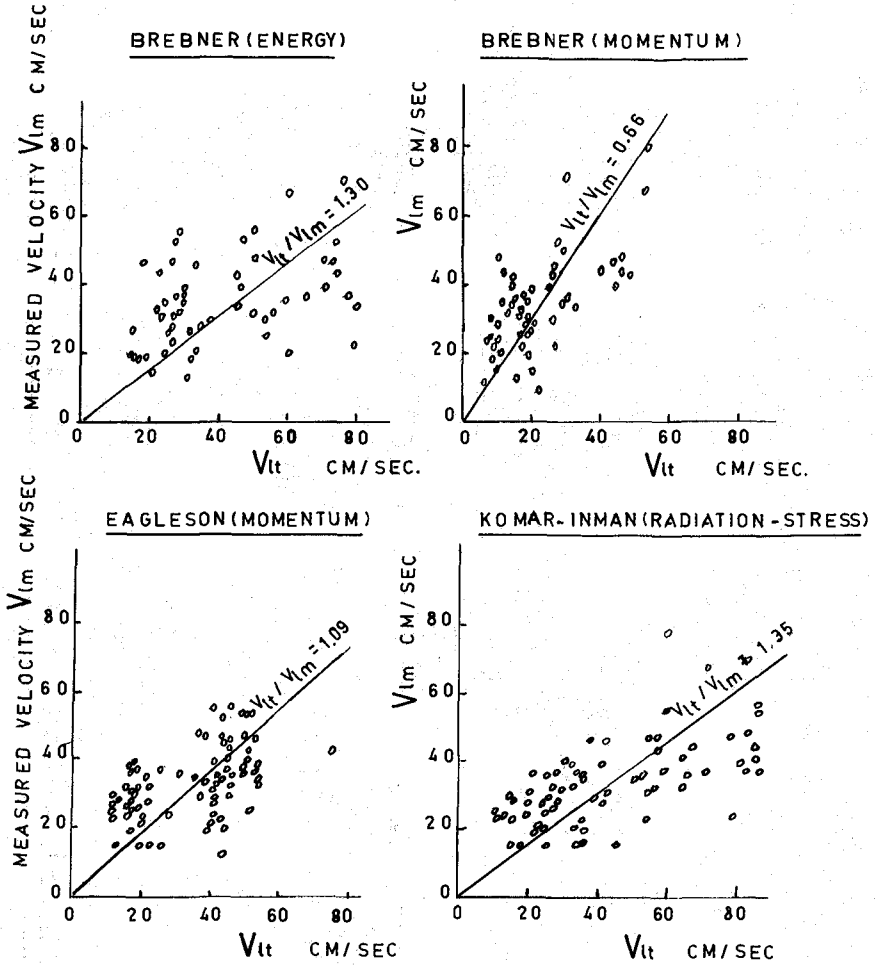 BREBNER (ENERGY)
MEASURED VELOCITY Vlm CM/SEC
80
60
40
20
0
20 40 60 80
Vlt CM/SEC.
Vlt/Vlm = 1.30
BREBNER (MOMENTUM)
Vlm CM/SEC
80
60
40
20
0
20 40 60 80
Vlt CM/SEC.
Vlt/Vlm = 0.66
EAGLESON (MOMENTUM)
MEASURED VELOCITY Vlm CM/SEC
80
60
40
20
0
0 20 40 60 80
Vlt CM/SEC
Vlt/Vlm = 1.09
KOMAR-INMAN (RADIATION-STRESS)
Vlm CM/SEC
80
60
40
20
0
0 20 40 60 80
Vlt CM/SEC
Vlt/Vlm = 1.35